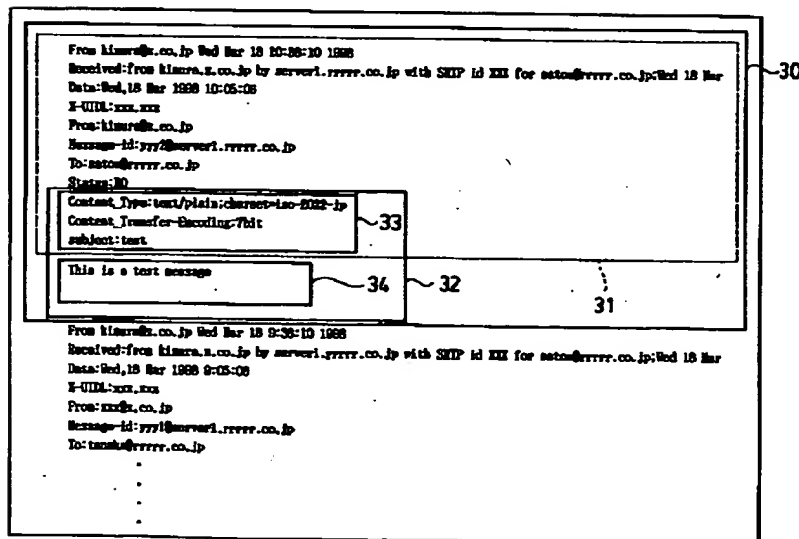 From kimura@z.co.jp Wed Mar 18 10:38:10 1998
Received:from kimura.z.co.jp by server1.rrrrr.co.jp with SMTP id XXX for satou@rrrrr.co.jp;Wed 18 Mar
Data:Wed,18 Mar 1998 10:05:08
X-UIDL:xxx.xxx
From:kimura@z.co.jp
Message-id:yyy2@server1.rrrrr.co.jp
To:satou@rrrrr.co.jp
Status:RO
Content_Type:text/plain;charset=iso-2022-jp
Content_Transfer-Encoding:7bit
subject:test
This is a test message
30
33
34
32
31
From kimura@z.co.jp Wed Mar 18 9:38:10 1998
Received:from kimura.z.co.jp by server1.rrrrr.co.jp with SMTP id XXX for satou@rrrrr.co.jp;Wed 18 Mar
Data:Wed,18 Mar 1998 9:05:08
X-UIDL:xxx.xxx
From:xxx@z.co.jp
Message-id:yyy1@server1.rrrrr.co.jp
To:tanaka@rrrrr.co.jp